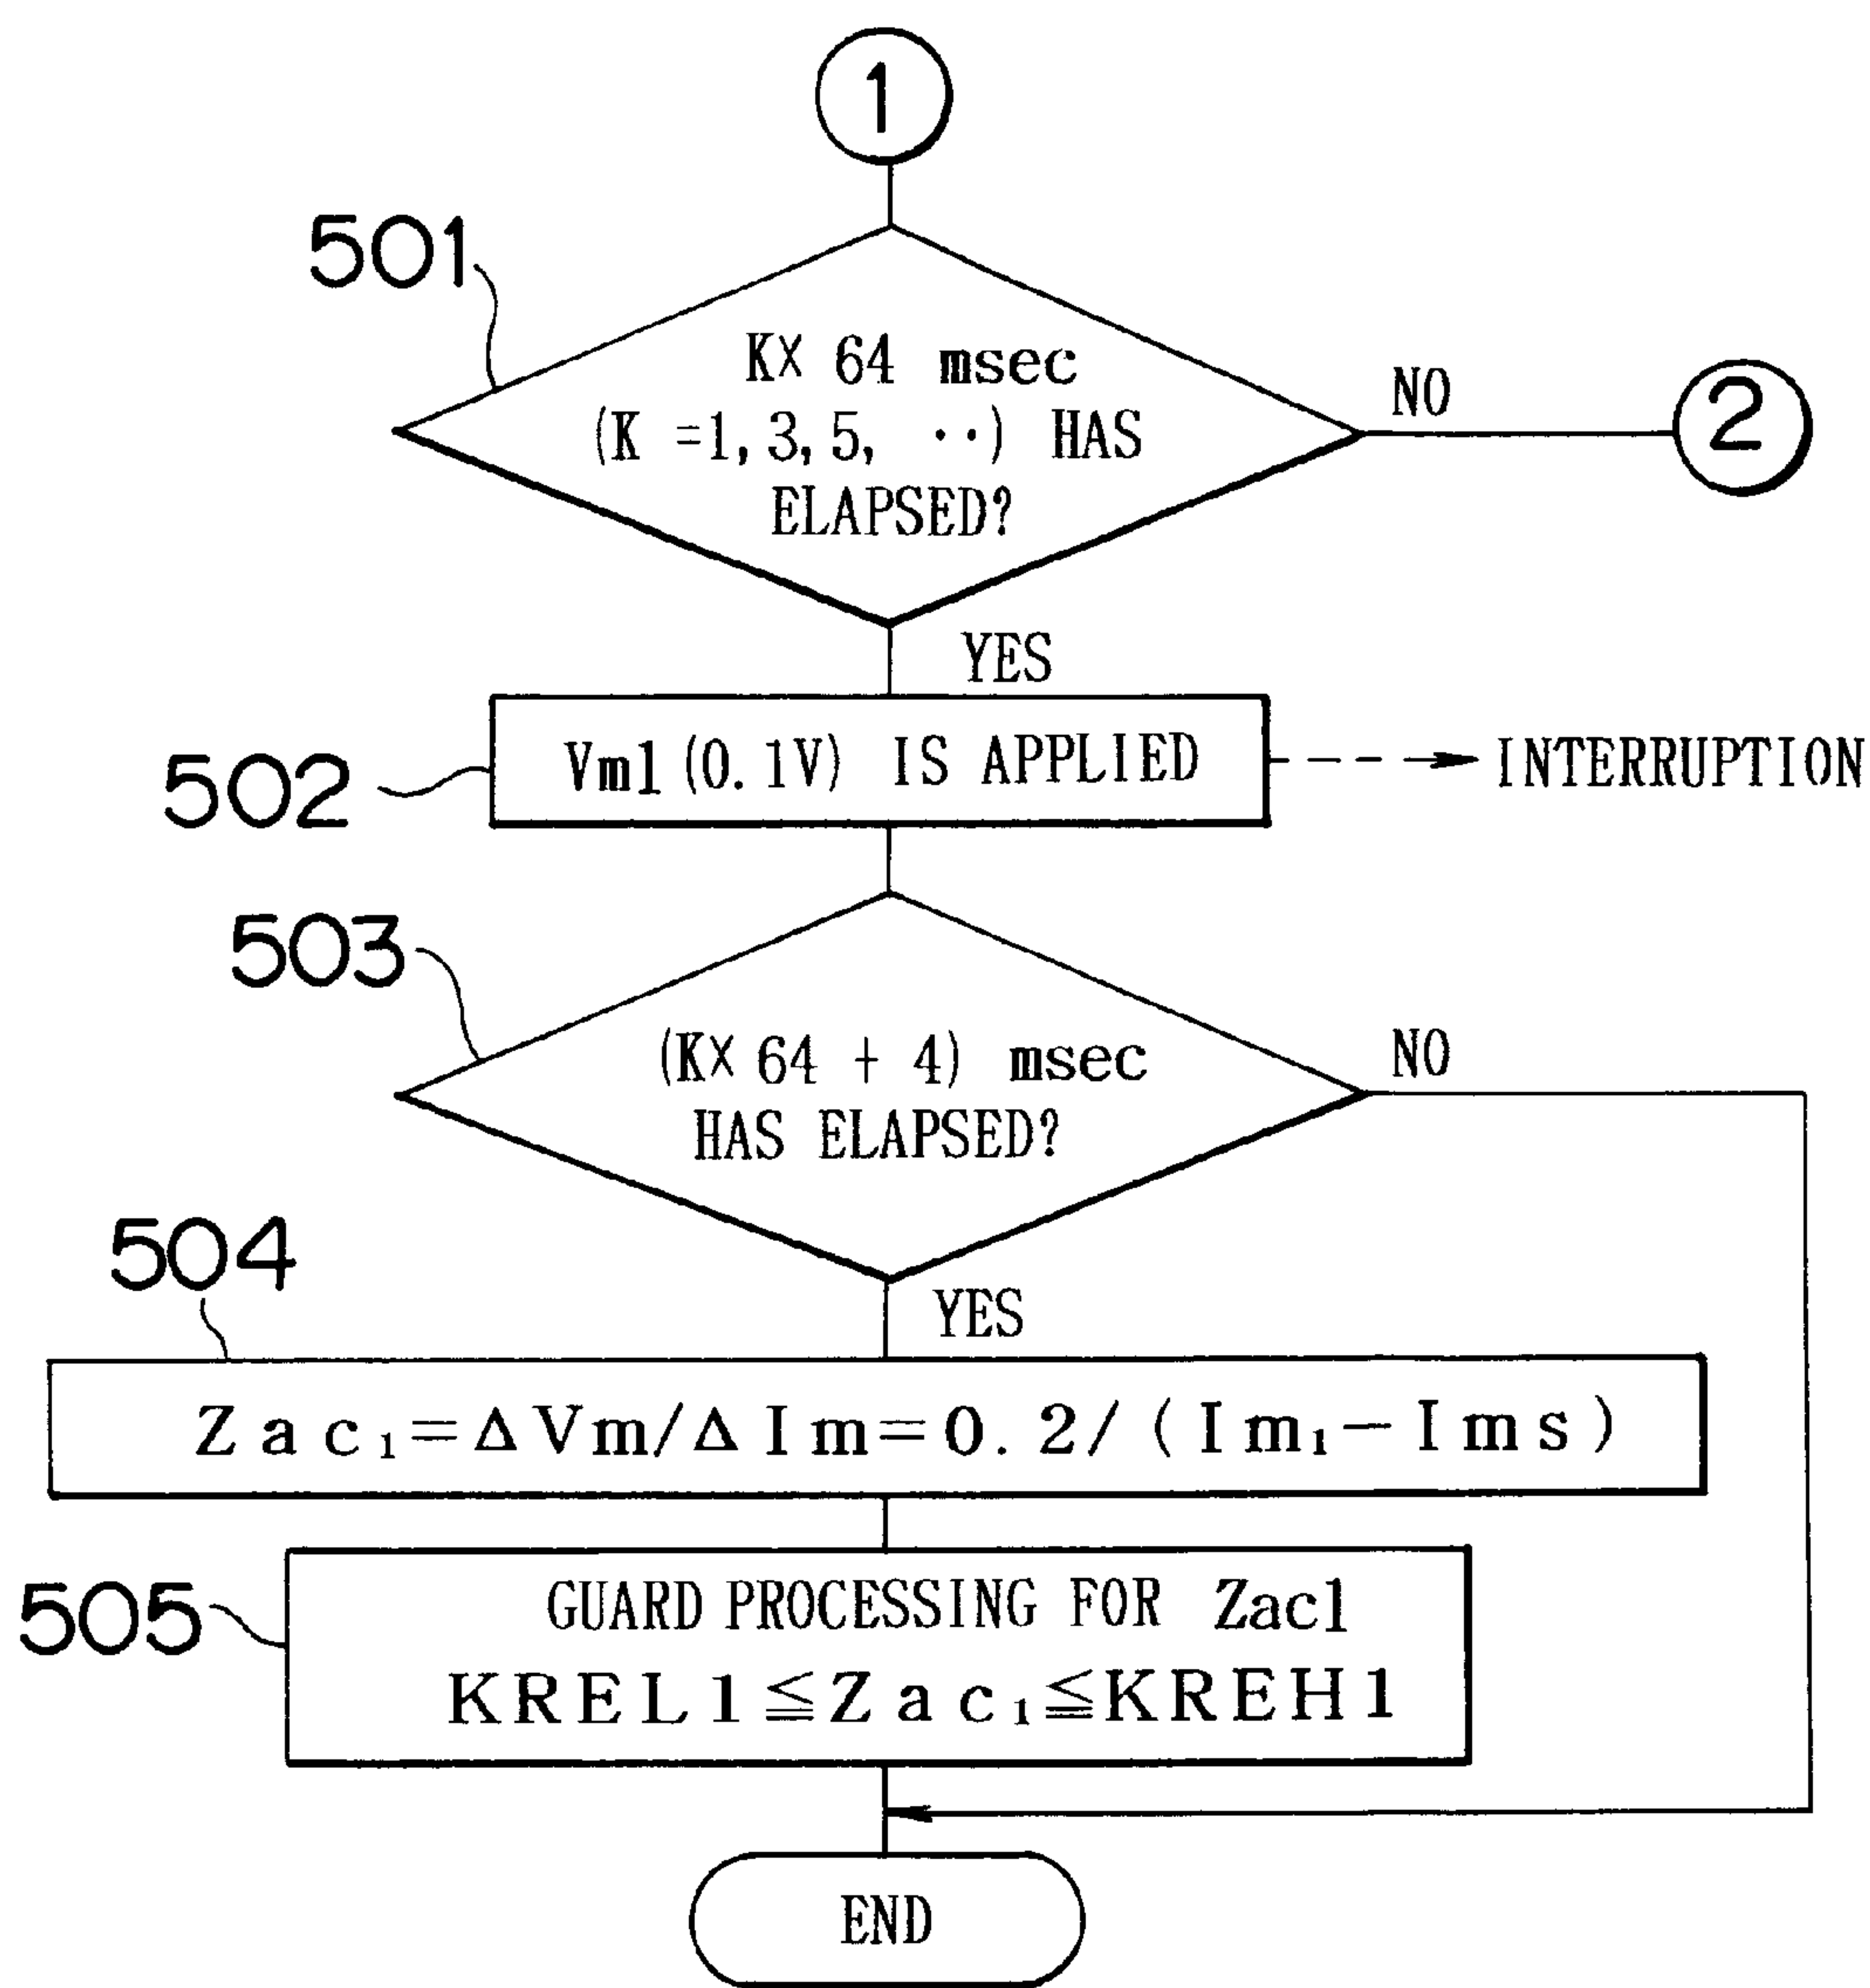 1
501
K× 64 msec
(K =1, 3, 5, ··) HAS
ELAPSED?
NO
2
YES
502
Vm1 (0. 1V) IS APPLIED
INTERRUPTION
503
(K× 64 + 4) msec
HAS ELAPSED?
NO
504
YES
Zac₁=ΔVm/ΔIm=0. 2/(Im₁-Ims)
505
GUARD PROCESSING FOR Zac1
KREL1≦Zac₁≦KREH1
END